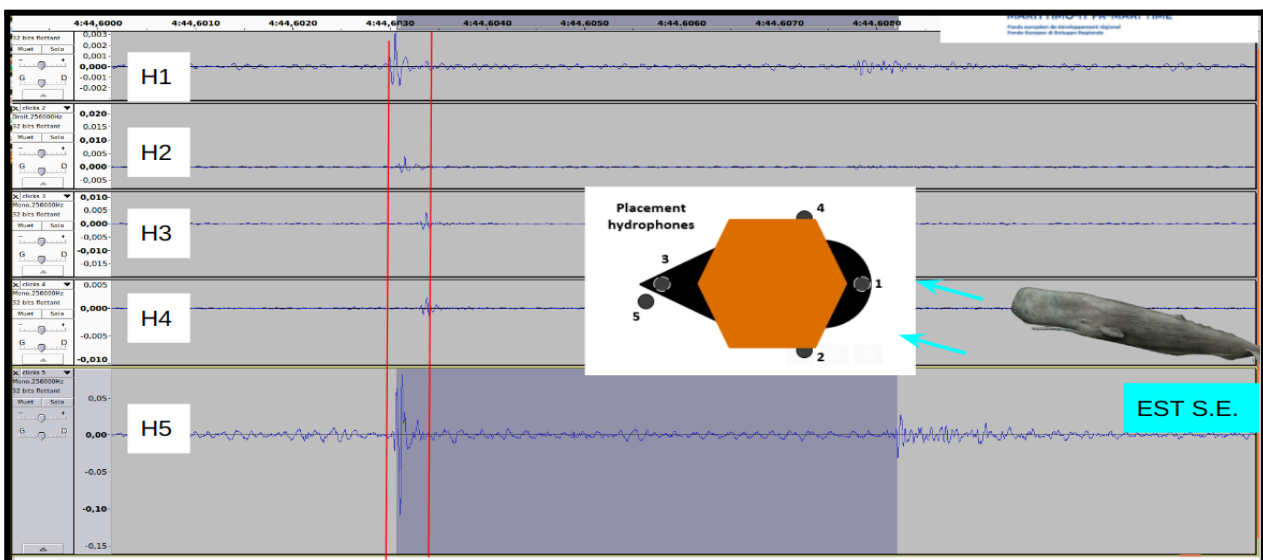 MARITTIMO-IT FR-MARITIME
Fonds européen de développement régional
Fondo Europeo di Sviluppo Regionale
4:44,6000 4:44,6010 4:44,6020 4:44,6030 4:44,6040 4:44,6050 4:44,6060 4:44,6070 4:44,6080
32 bits flottant
Muet Solo
- +
G D
0,003
0,002
0,001
0,000
-0,001
-0,002
H1
clicks 2
Droit,256000Hz
32 bits flottant
Muet Solo
- +
G D
0,020
0,015
0,010
0,005
0,000
-0,005
H2
clicks 3
Mono,256000Hz
32 bits flottant
Muet Solo
- +
G D
0,010
0,005
0,000
-0,005
-0,010
-0,015
H3
Placement
hydrophones
4
3
1
5
2
clicks 4
Mono,256000Hz
32 bits flottant
Muet Solo
- +
G D
0,005
0,000
-0,005
-0,010
H4
clicks 5
Mono,256000Hz
32 bits flottant
Muet Solo
- +
G D
0,05
0,00
-0,05
-0,10
-0,15
H5
EST S.E.